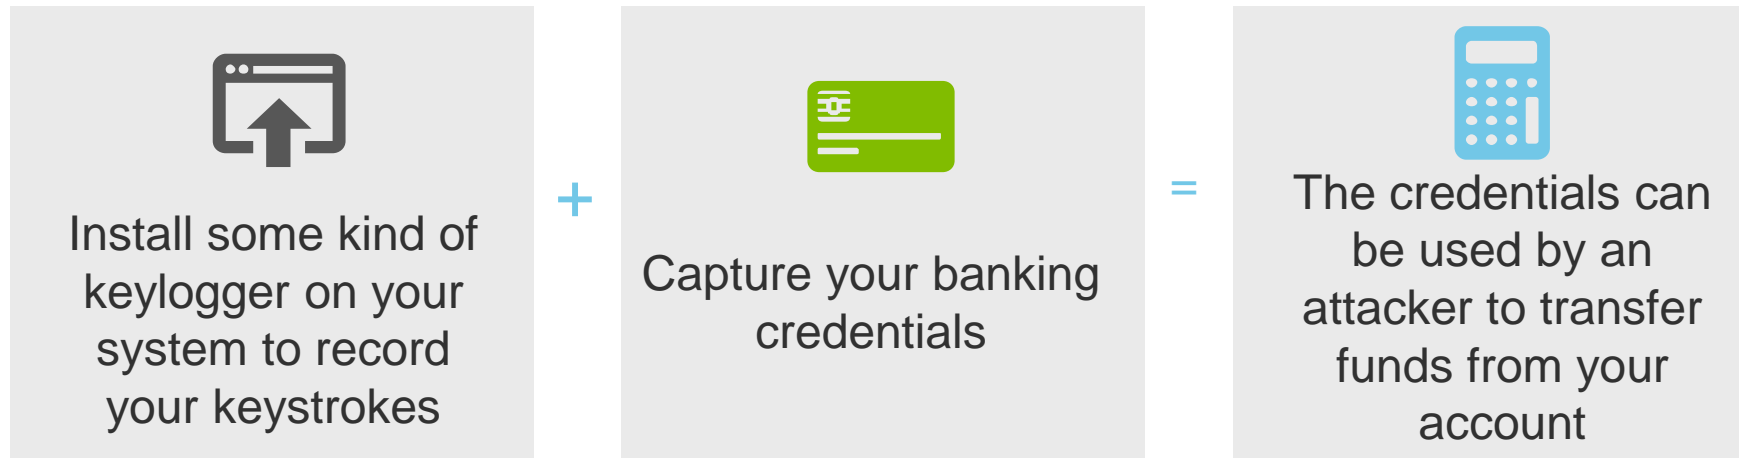 Install some kind of
keylogger on your
system to record
your keystrokes
+
Capture your banking
credentials
=
The credentials can
be used by an
attacker to transfer
funds from your
account